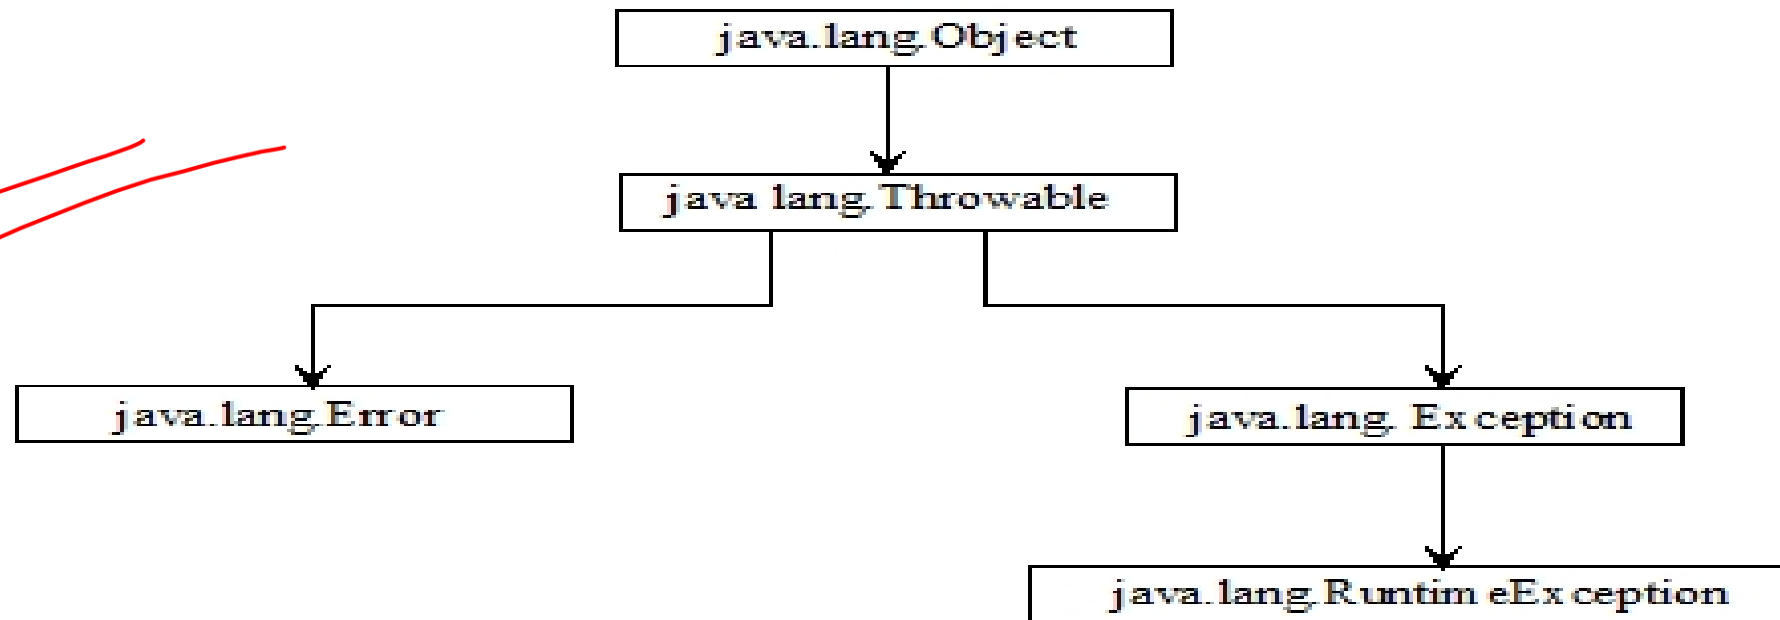 java.lang.Object
java lang.Throwable
java.lang.Error
java.lang. Exception
java.lang.RuntimeException